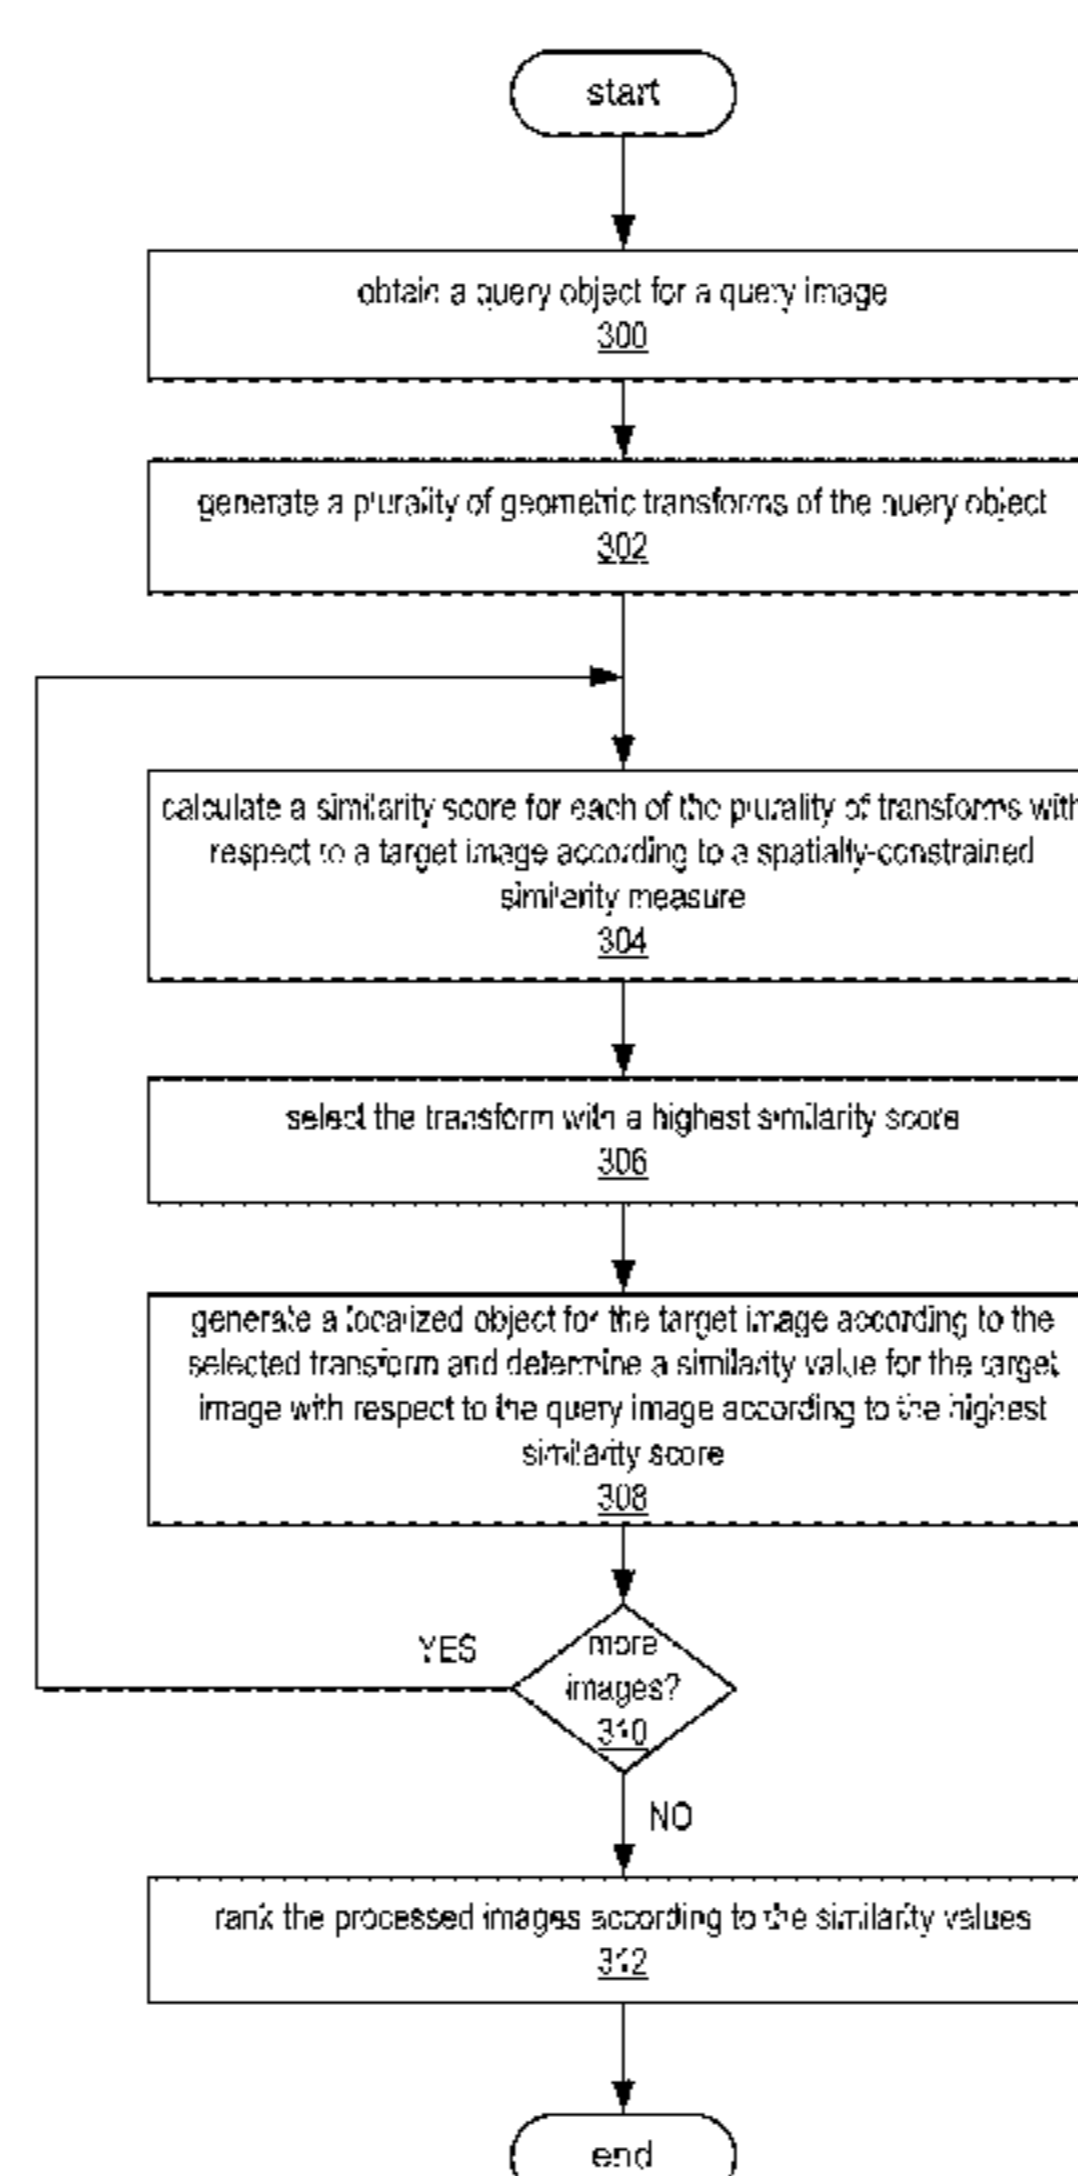 start
obtain a query object for a query image
300
generate a plurality of geometric transforms of the query object
302
calculate a similarity score for each of the plurality of transforms with
respect to a target image according to a spatially-constrained
similarity measure
304
select the transform with a highest similarity score
306
generate a localized object for the target image according to the
selected transform and determine a similarity value for the target
image with respect to the query image according to the highest
similarity score
308
YES
more
images?
310
NO
rank the processed images according to the similarity values
312
end